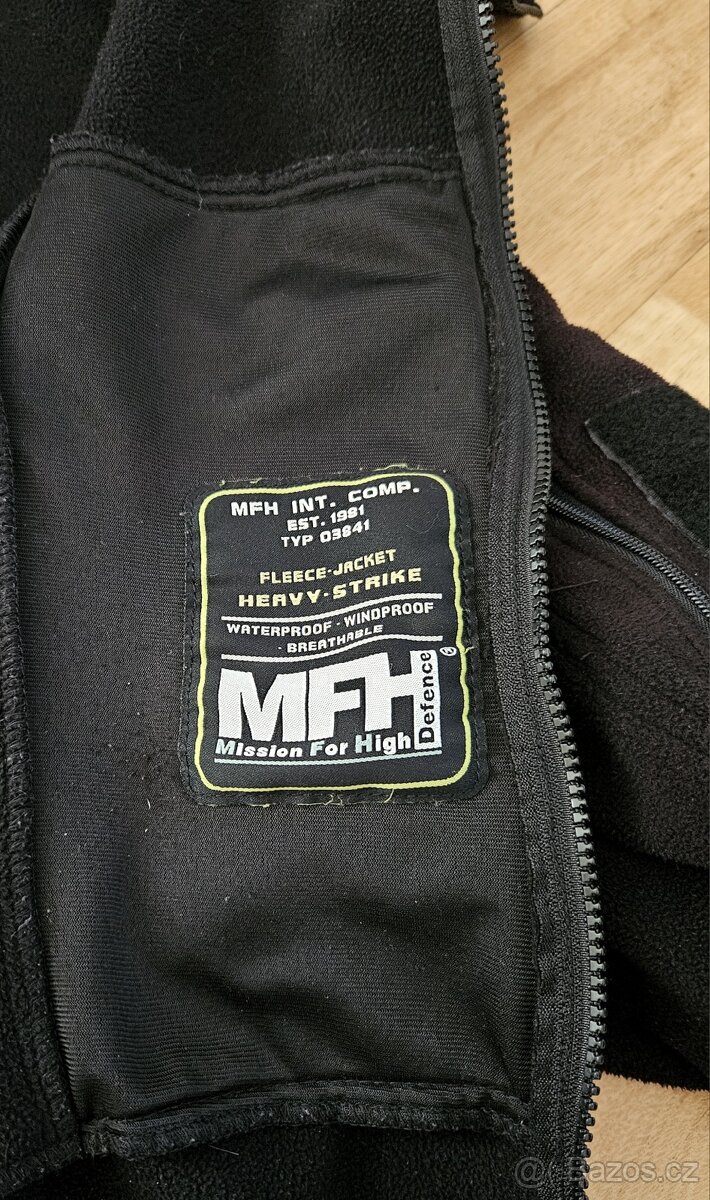 MFH INT. COMP.
EST. 1981
TYP 03841
FLEECE-JACKET
HEAVY-STRIKE
WATERPROOF - WINDPROOF
- BREATHABLE
MFH Defence ®
Mission For High
Bazos.cz